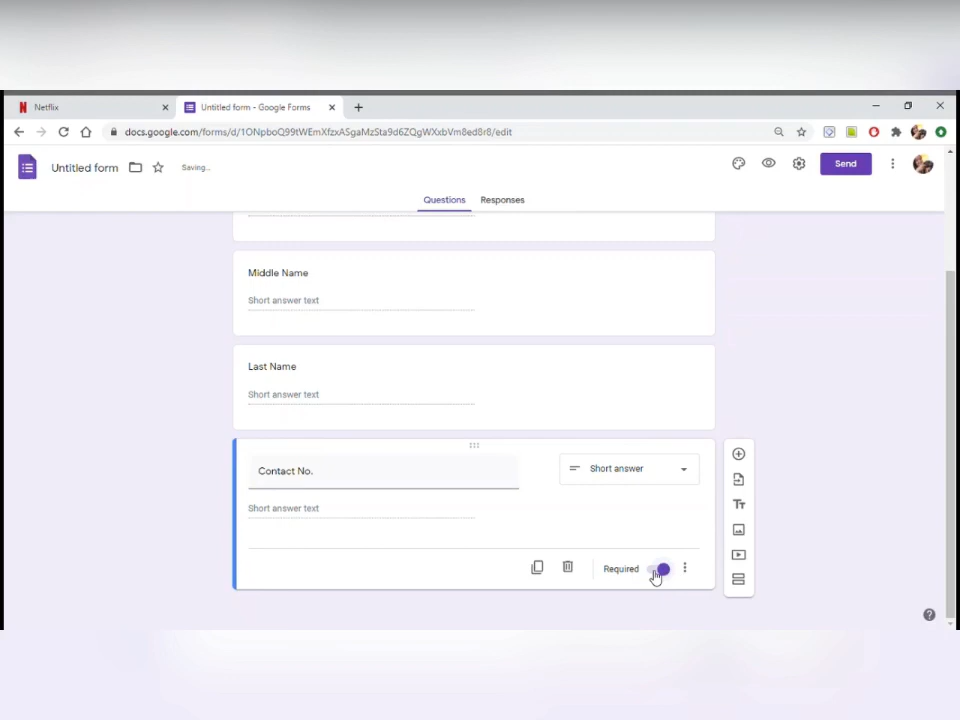 Netflix
Untitled form - Google Forms
docs.google.com/forms/d/1ONpboQ99tWEmXfzxASgaMzSta9d6ZQgWXxbVm8ed8r8/edit
Untitled form
Saving...
Send
Questions
Responses
Middle Name
Short answer text
Last Name
Short answer text
Contact No.
Short answer
Short answer text
Required